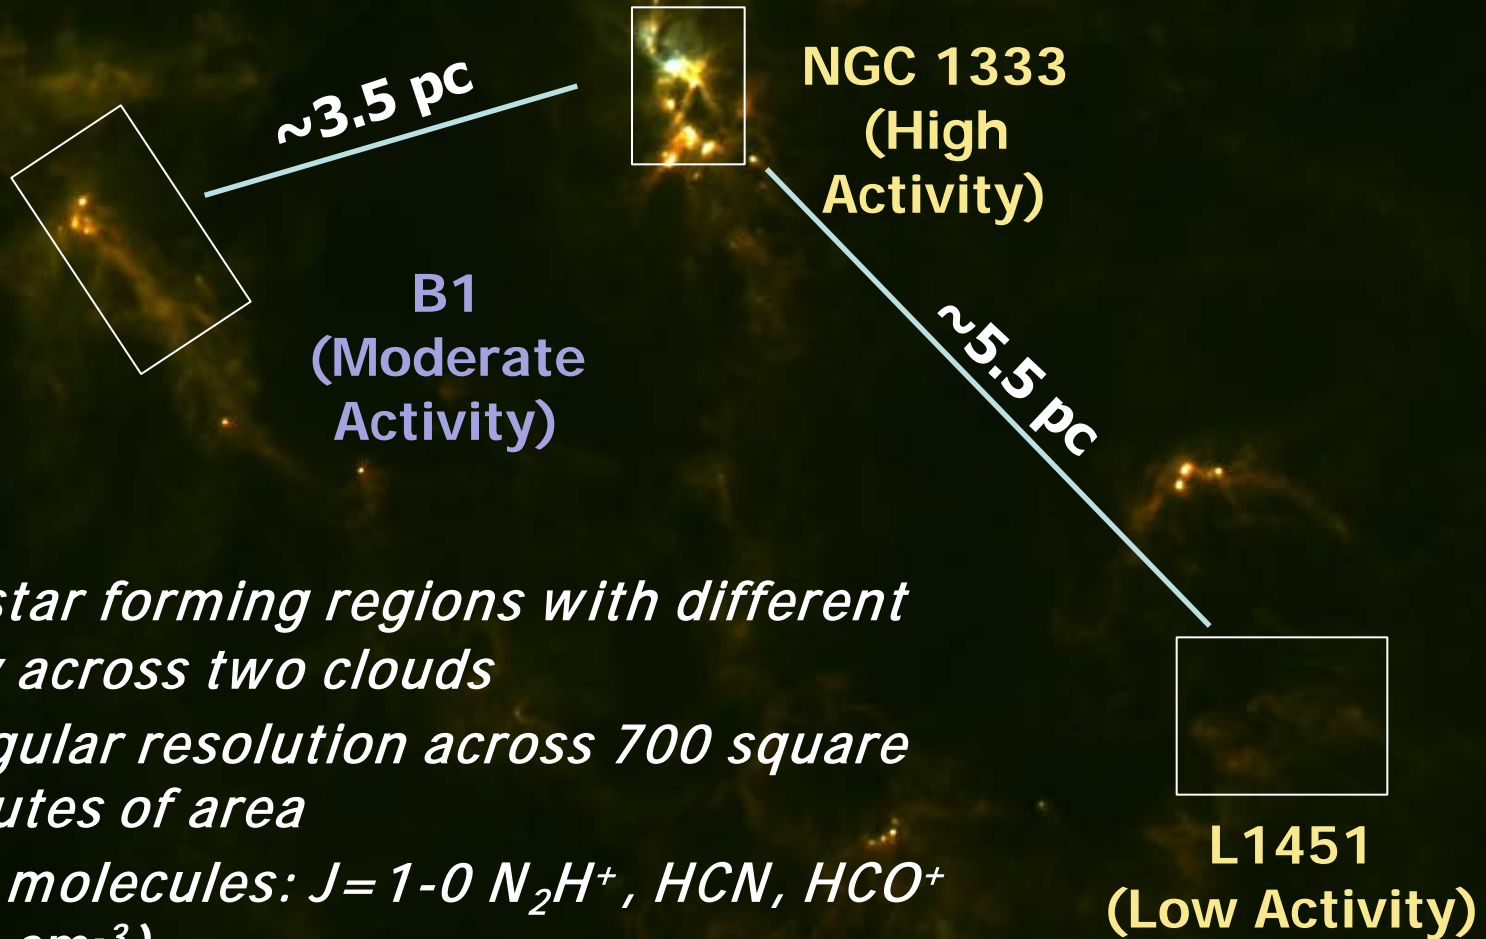 ~3.5 pc
NGC 1333
(High
Activity)
B1
(Moderate
Activity)
~5.5 pc
star forming regions with different
across two clouds
gular resolution across 700 square
utes of area
molecules: J=1-0 N₂H⁺, HCN, HCO⁺
cm⁻³)
L1451
(Low Activity)